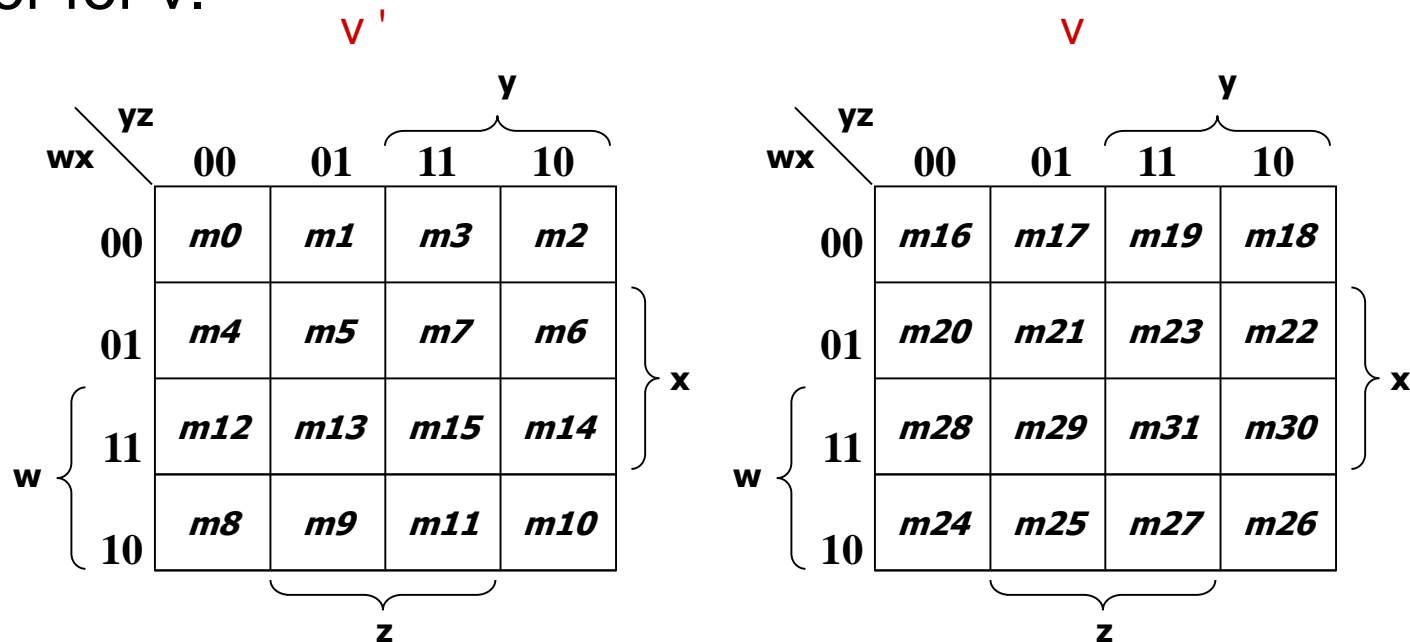 or for v.
v ' v
y y
yz yz
wx 00 01 11 10 wx 00 01 11 10
00 m0 m1 m3 m2 00 m16 m17 m19 m18
01 m4 m5 m7 m6 01 m20 m21 m23 m22
x x
11 m12 m13 m15 m14 11 m28 m29 m31 m30
w w
10 m8 m9 m11 m10 10 m24 m25 m27 m26
z z